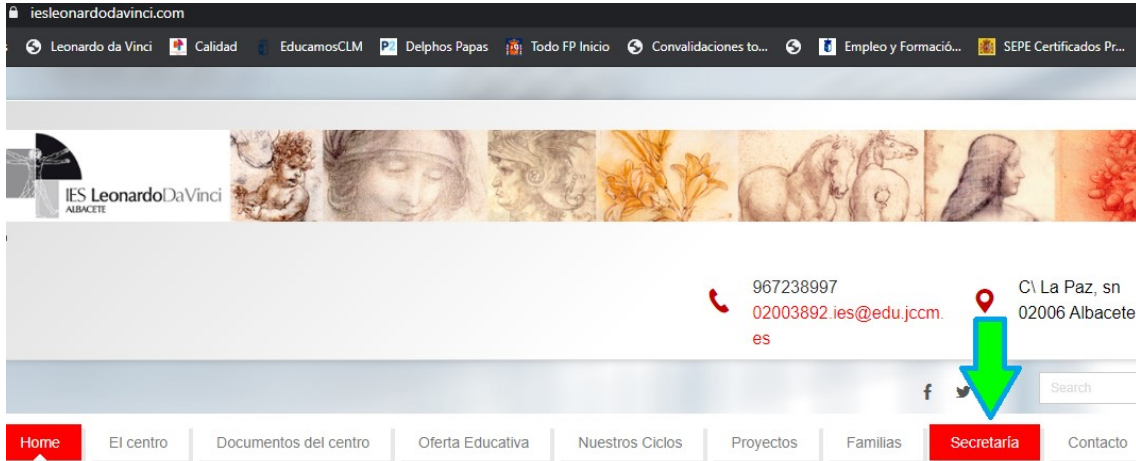 iesleonardodavinci.com
Leonardo da Vinci Calidad EducamosCLM Delphos Papas Todo FP Inicio Convalidaciones to... Empleo y Formació... SEPE Certificados Pr...
IES LeonardoDaVinci
ALBACETE
967238997
02003892.ies@edu.jccm.
es
C\ La Paz, sn
02006 Albacete
Search
Home El centro Documentos del centro Oferta Educativa Nuestros Ciclos Proyectos Familias Secretaría Contacto